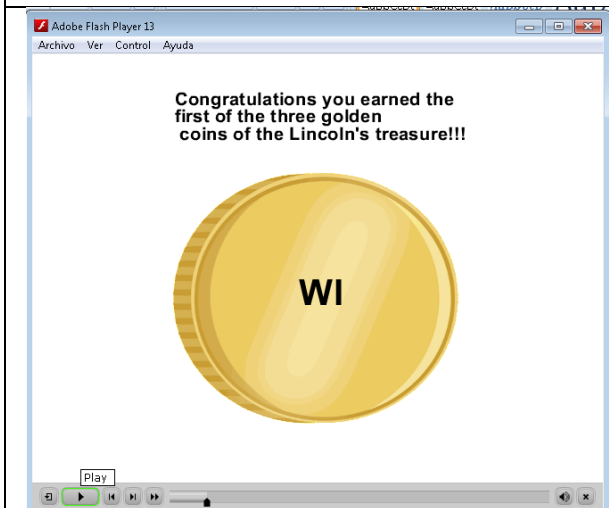 Adobe Flash Player 13
Archivo Ver Control Ayuda
Congratulations you earned the
first of the three golden
coins of the Lincoln's treasure!!!
WI
Play